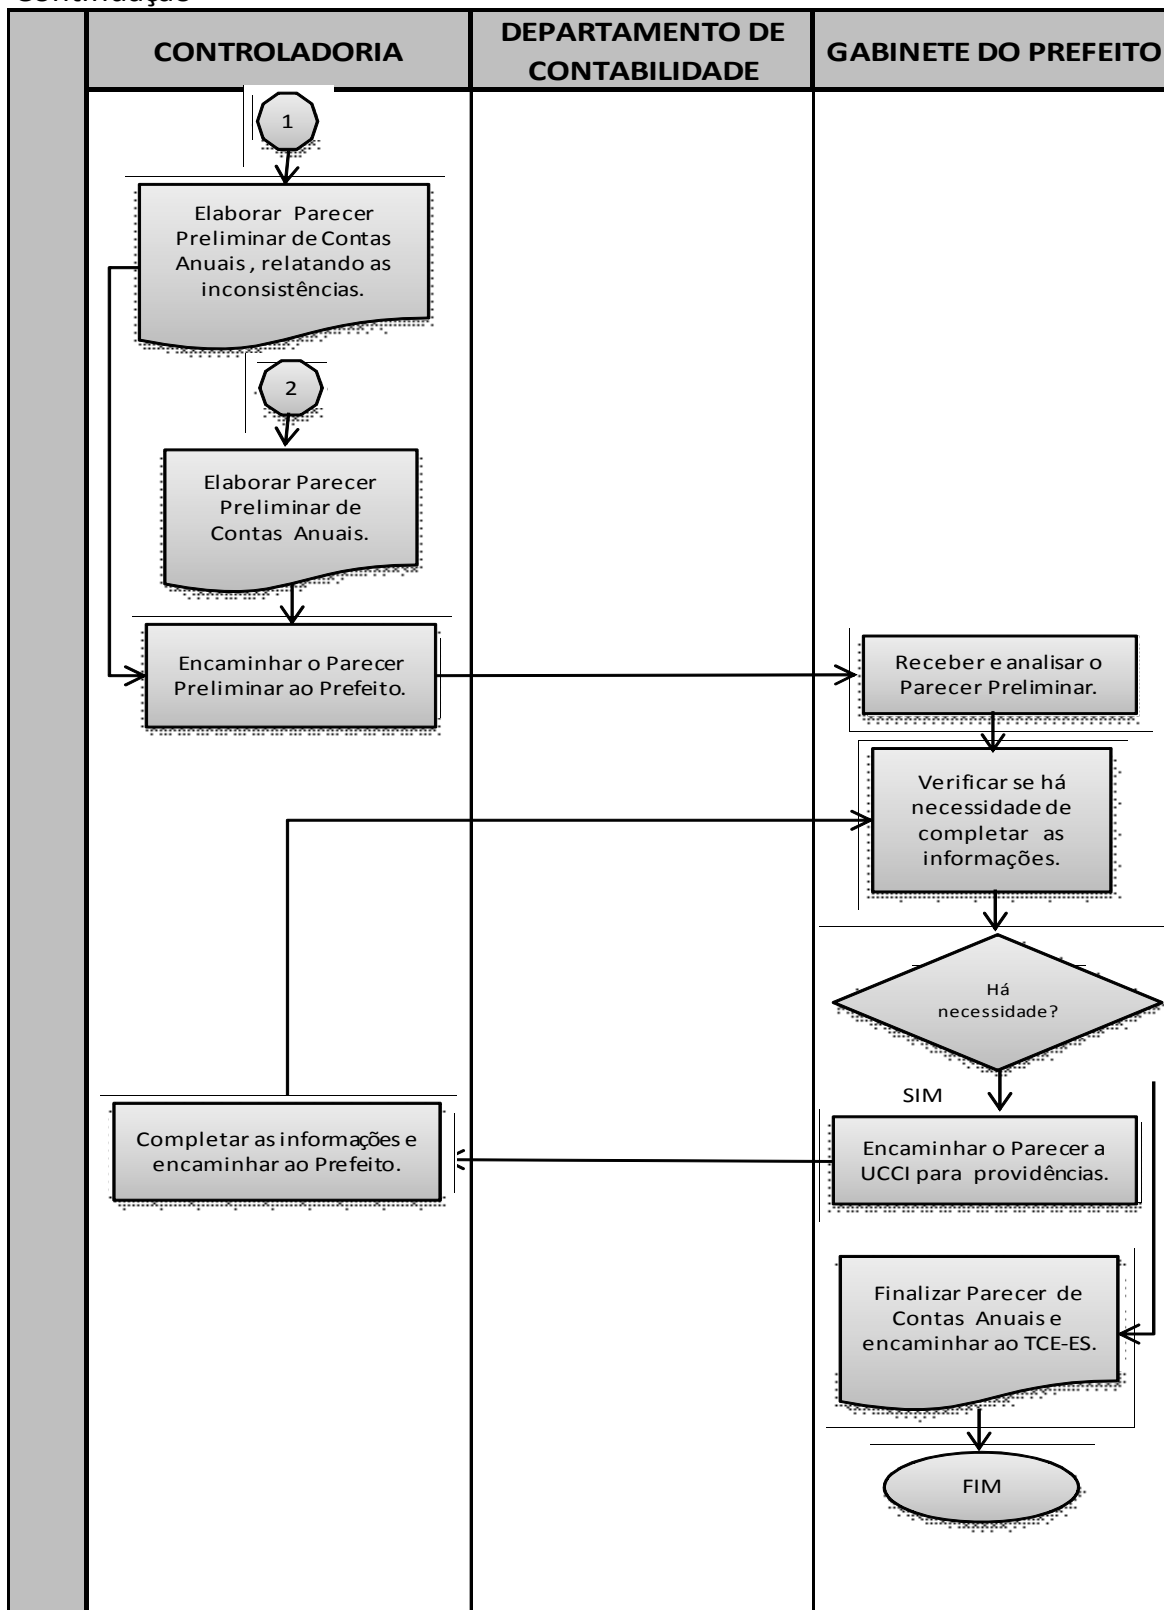 Continuação
CONTROLADORIA
DEPARTAMENTO DE
CONTABILIDADE
GABINETE DO PREFEITO
1
Elaborar Parecer
Preliminar de Contas
Anuais , relatando as
inconsistências.
2
Elaborar Parecer
Preliminar de
Contas Anuais.
Encaminhar o Parecer
Preliminar ao Prefeito.
Receber e analisar o
Parecer Preliminar.
Verificar se há
necessidade de
completar as
informações.
Há
necessidade?
SIM
Completar as informações e
encaminhar ao Prefeito.
Encaminhar o Parecer a
UCCI para providências.
Finalizar Parecer de
Contas Anuais e
encaminhar ao TCE-ES.
FIM